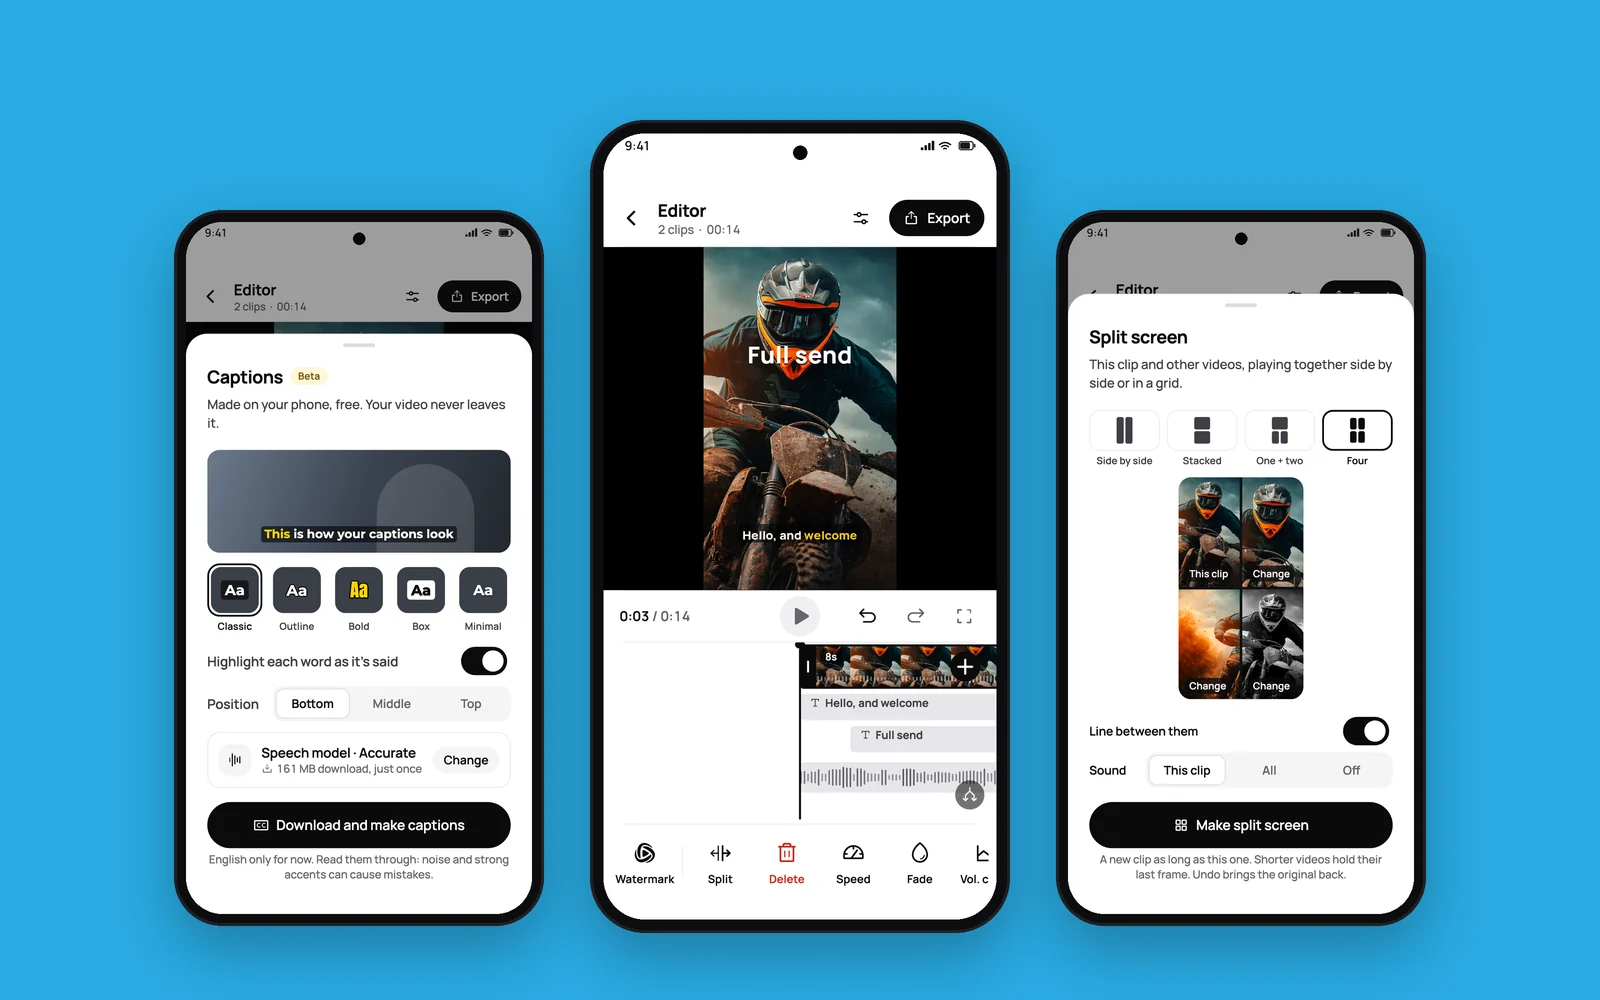 9:41
Editor
2 clips · 00:14
Export
Captions
Beta
Made on your phone, free. Your video never leaves
it.
This is how your captions look
Aa
Aa
Aa
Aa
Aa
Classic
Outline
Bold
Box
Minimal
Highlight each word as it's said
Position
Bottom
Middle
Top
Speech model · Accurate
161 MB download, just once
Change
CC
Download and make captions
English only for now. Read them through: noise and strong
accents can cause mistakes.
9:41
Editor
2 clips · 00:14
Export
Full send
Hello, and welcome
0:03 / 0:14
8s
T Hello, and welcome
T Full send
Watermark
Split
Delete
Speed
Fade
Vol. c
9:41
Editor
Split screen
This clip and other videos, playing together side by
side or in a grid.
Side by side
Stacked
One + two
Four
This clip
Change
Change
Change
Line between them
Sound
This clip
All
Off
Make split screen
A new clip as long as this one. Shorter videos hold their
last frame. Undo brings the original back.